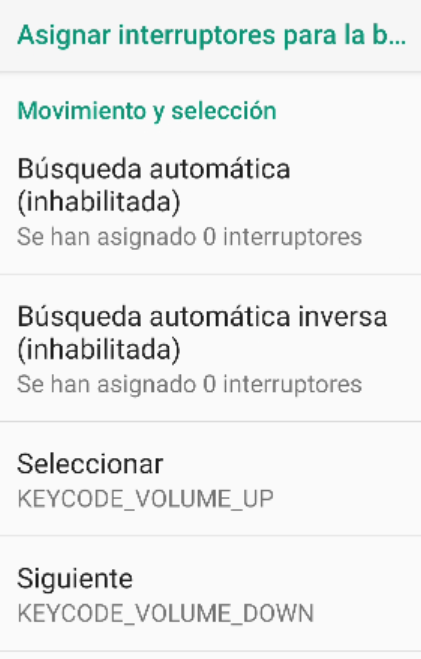 Asignar interruptores para la b...
Movimiento y selección
Búsqueda automática
(inhabilitada)
Se han asignado 0 interruptores
Búsqueda automática inversa
(inhabilitada)
Se han asignado 0 interruptores
Seleccionar
KEYCODE_VOLUME_UP
Siguiente
KEYCODE_VOLUME_DOWN